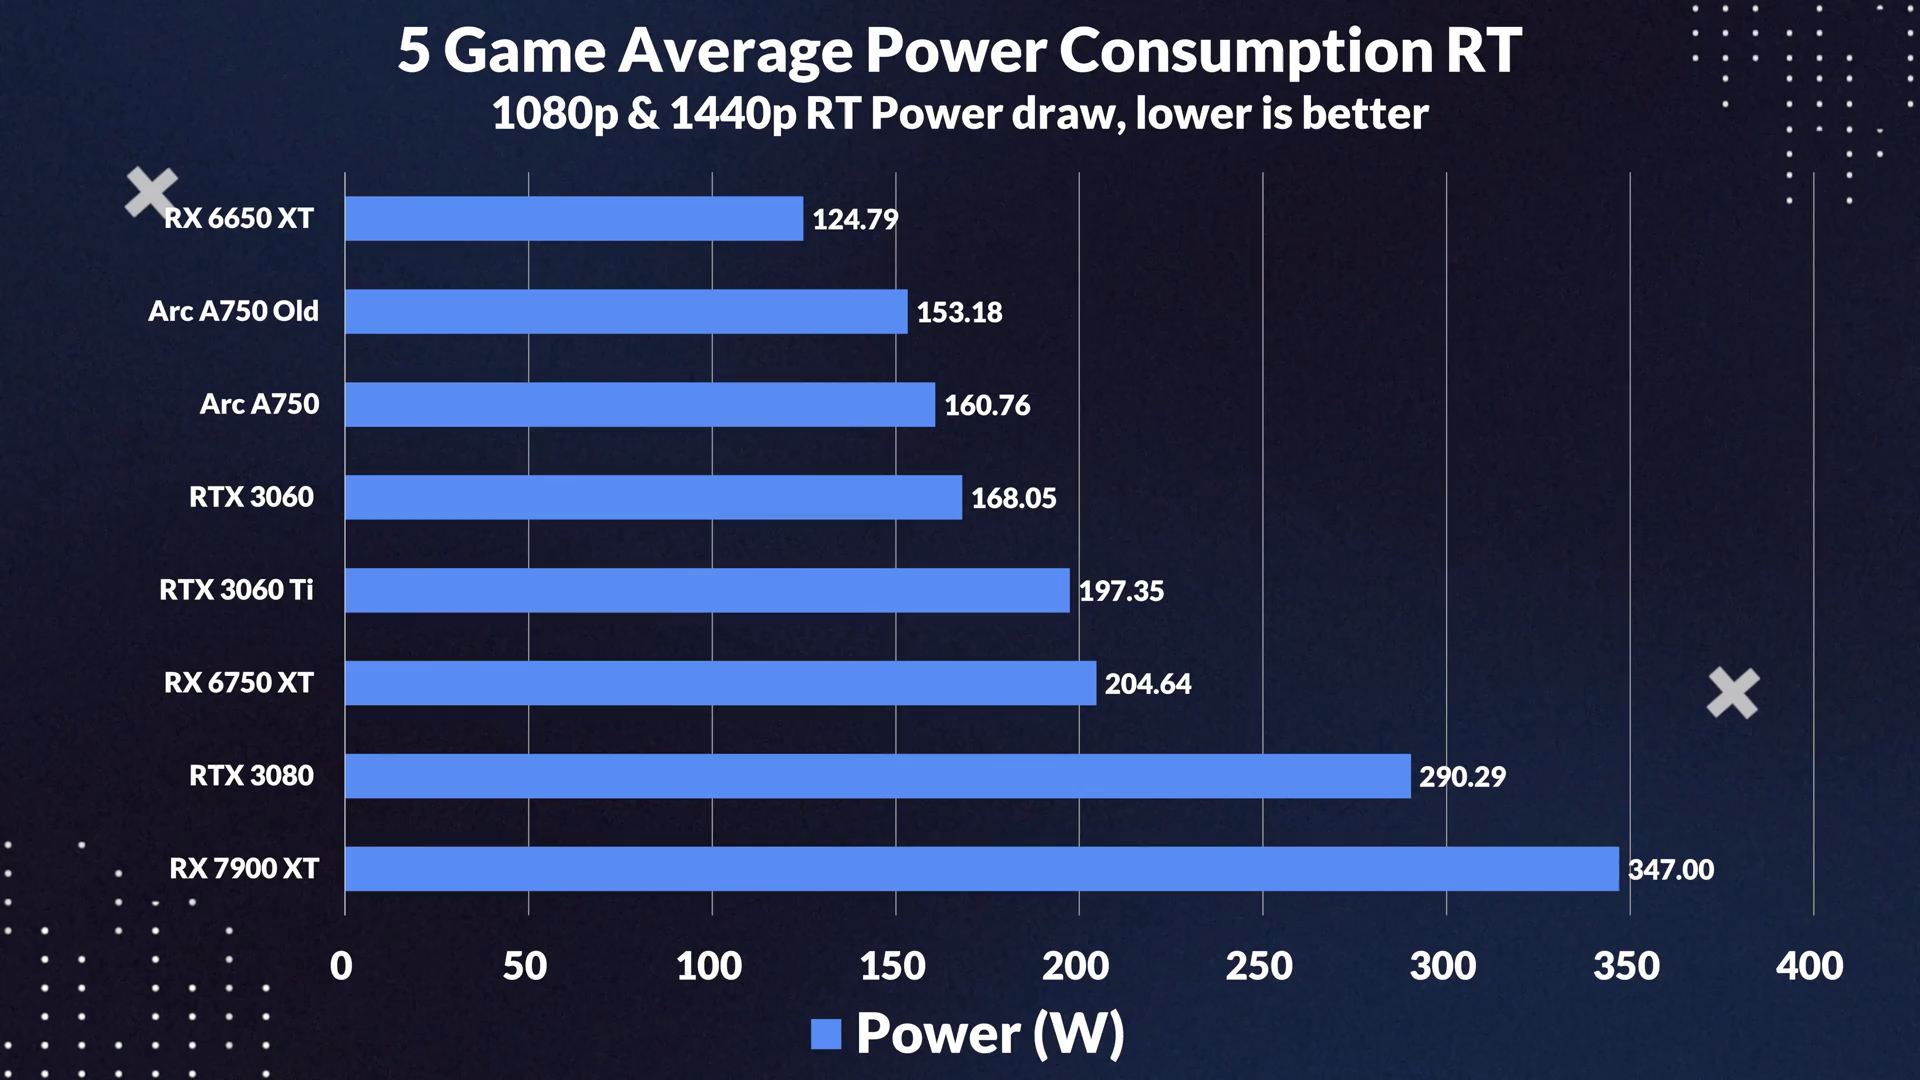 5 Game Average Power Consumption RT
1080p & 1440p RT Power draw, lower is better
RX 6650 XT 124.79
Arc A750 Old 153.18
Arc A750 160.76
RTX 3060 168.05
RTX 3060 Ti 197.35
RX 6750 XT 204.64
RTX 3080 290.29
RX 7900 XT 347.00
0 50 100 150 200 250 300 350 400
Power (W)